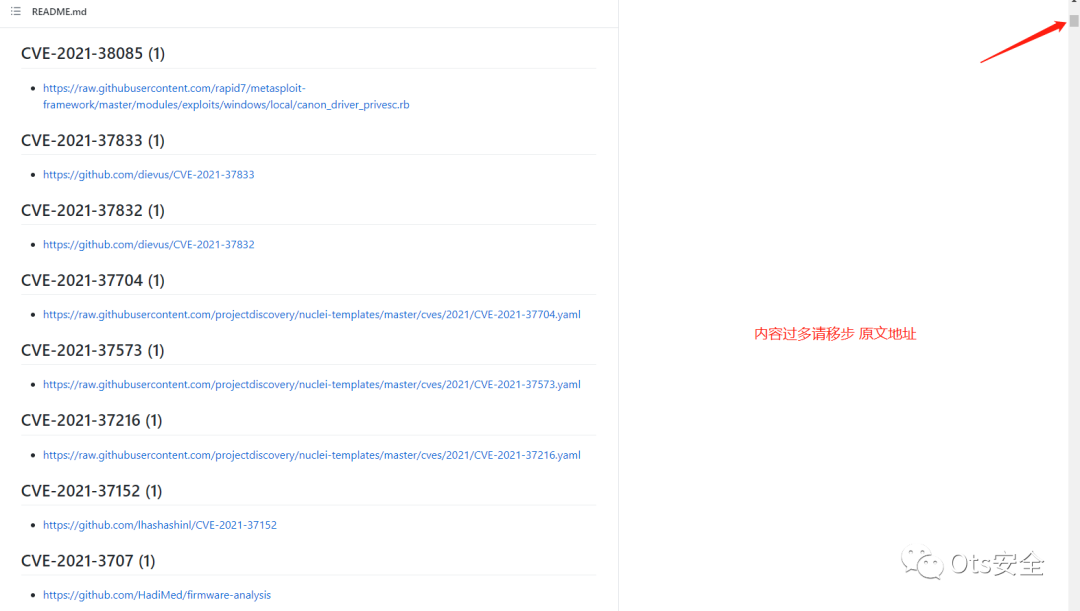 README.md
CVE-2021-38085 (1)
https://raw.githubusercontent.com/rapid7/metasploit-
framework/master/modules/exploits/windows/local/canon_driver_privesc.rb
CVE-2021-37833 (1)
https://github.com/dievus/CVE-2021-37833
CVE-2021-37832 (1)
https://github.com/dievus/CVE-2021-37832
CVE-2021-37704 (1)
https://raw.githubusercontent.com/projectdiscovery/nuclei-templates/master/cves/2021/CVE-2021-37704.yaml
内容过多请移步 原文地址
CVE-2021-37573 (1)
https://raw.githubusercontent.com/projectdiscovery/nuclei-templates/master/cves/2021/CVE-2021-37573.yaml
CVE-2021-37216 (1)
https://raw.githubusercontent.com/projectdiscovery/nuclei-templates/master/cves/2021/CVE-2021-37216.yaml
CVE-2021-37152 (1)
https://github.com/lhashashinl/CVE-2021-37152
CVE-2021-3707 (1)
https://github.com/HadiMed/firmware-analysis
Ots安全